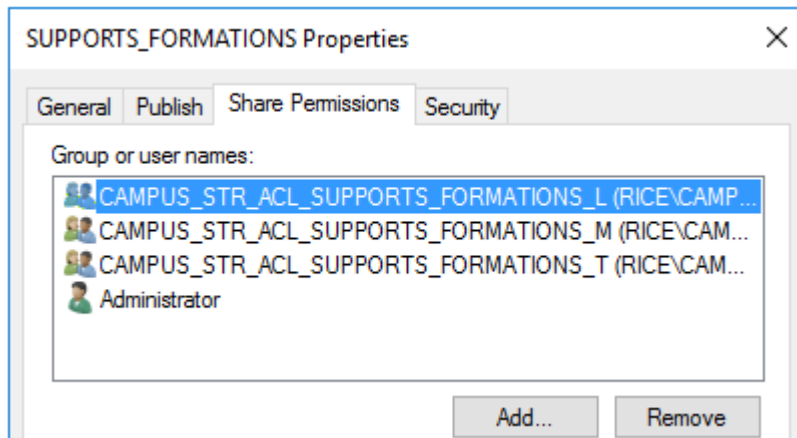 SUPPORTS_FORMATIONS Properties
General Publish Share Permissions Security
Group or user names:
CAMPUS_STR_ACL_SUPPORTS_FORMATIONS_L (RICE\CAMP...
CAMPUS_STR_ACL_SUPPORTS_FORMATIONS_M (RICE\CAM...
CAMPUS_STR_ACL_SUPPORTS_FORMATIONS_T (RICE\CAM...
Administrator
Add... Remove